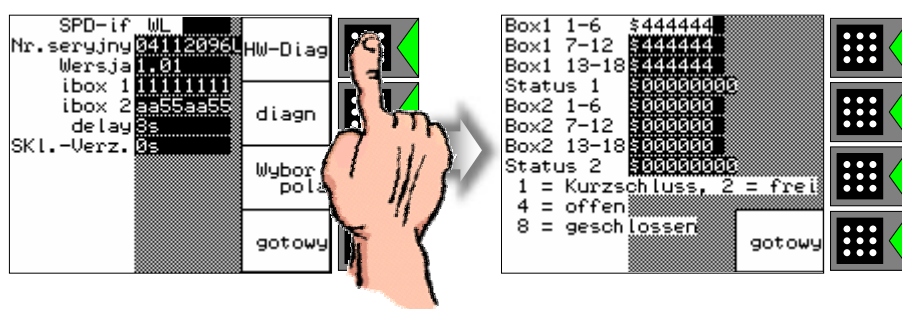 SPD-if WL
Nr.seryjny 04112096L
Wersja 1.01
ibox 1 11111111
ibox 2 aa55aa55
delay 8s
SKl.-Verz. 0s
HW-Diag
diagn
Wybor
pola
gotowy
Box1 1-6 $444444
Box1 7-12 $444444
Box1 13-18 $444444
Status 1 $00000000
Box2 1-6 $000000
Box2 7-12 $000000
Box2 13-18 $000000
Status 2 $00000000
1 = Kurzschluss, 2 = frei
4 = offen
8 = geschlossen
gotowy